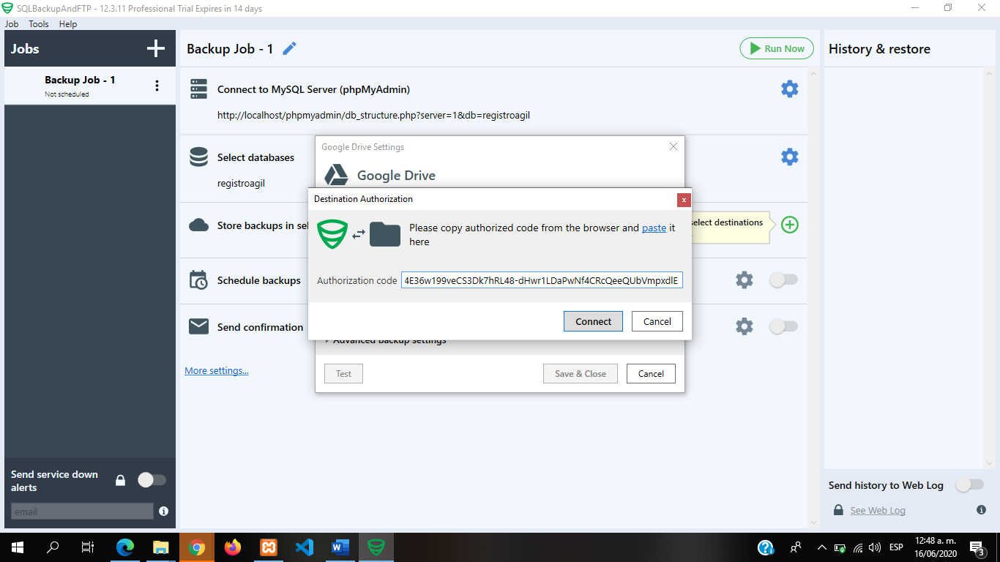 SQLBackupAndFTP - 12.3.11 Professional Trial Expires in 14 days
Job Tools Help
Jobs
Backup Job - 1
Not scheduled
Send service down
alerts
email
Backup Job - 1
Run Now
Connect to MySQL Server (phpMyAdmin)
http://localhost/phpmyadmin/db_structure.php?server=1&db=registroagil
Select databases
registroagil
Store backups in sel
select destinations
Schedule backups
Send confirmation
More settings...
Google Drive Settings
Google Drive
Destination Authorization
x
Please copy authorized code from the browser and paste it
here
Authorization code 4E36w199veCS3Dk7hRL48-dHwr1LDaPwNf4CRcQeeQUbVmpxdlE
Connect Cancel
Advanced backup settings
Test Save & Close Cancel
History & restore
Send history to Web Log
See Web Log
ESP
12:48 a. m.
16/06/2020
3